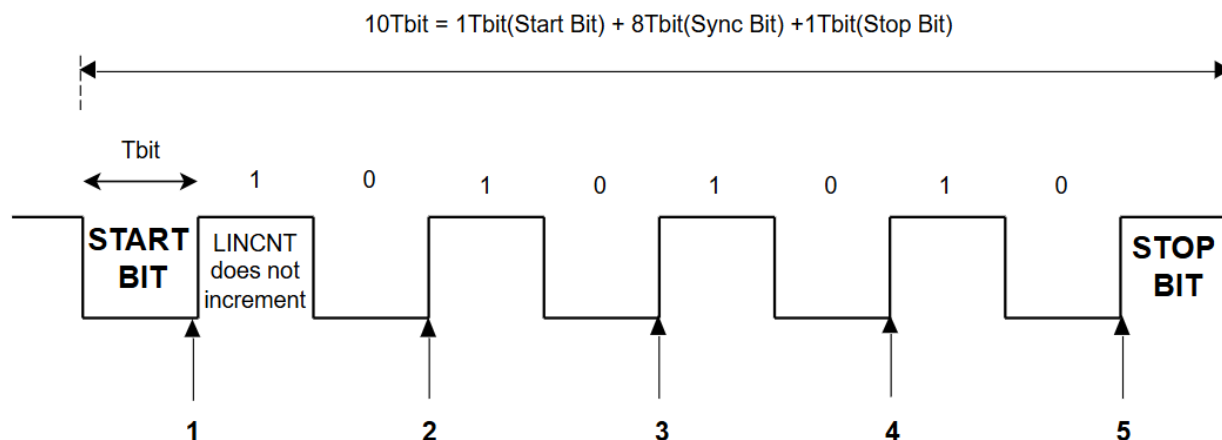 10Tbit = 1Tbit(Start Bit) + 8Tbit(Sync Bit) +1Tbit(Stop Bit)
Tbit
1 0 1 0 1 0 1 0
START
BIT
LINCNT
does not
increment
STOP
BIT
1 2 3 4 5